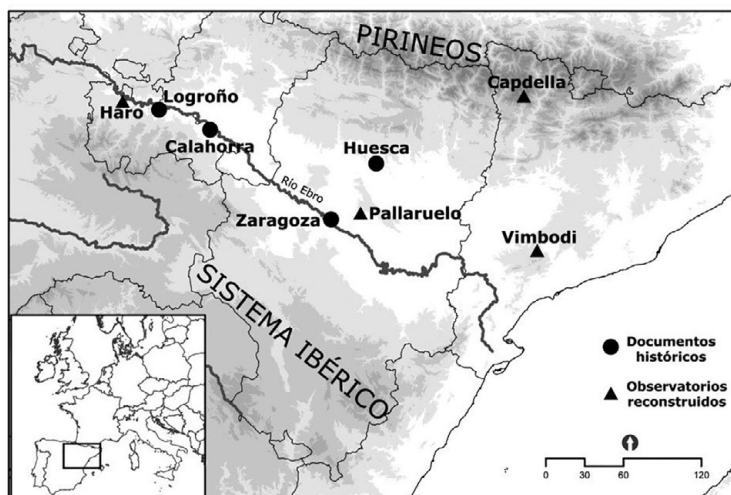 PIRINEOS
Capdella
Haro
Logroño
Calahorra
Huesca
Río Ebro
Zaragoza
Pallaruelo
Vimbodi
SISTEMA IBÉRICO
Documentos
históricos
Observatorios
reconstruidos
0 30 60 120